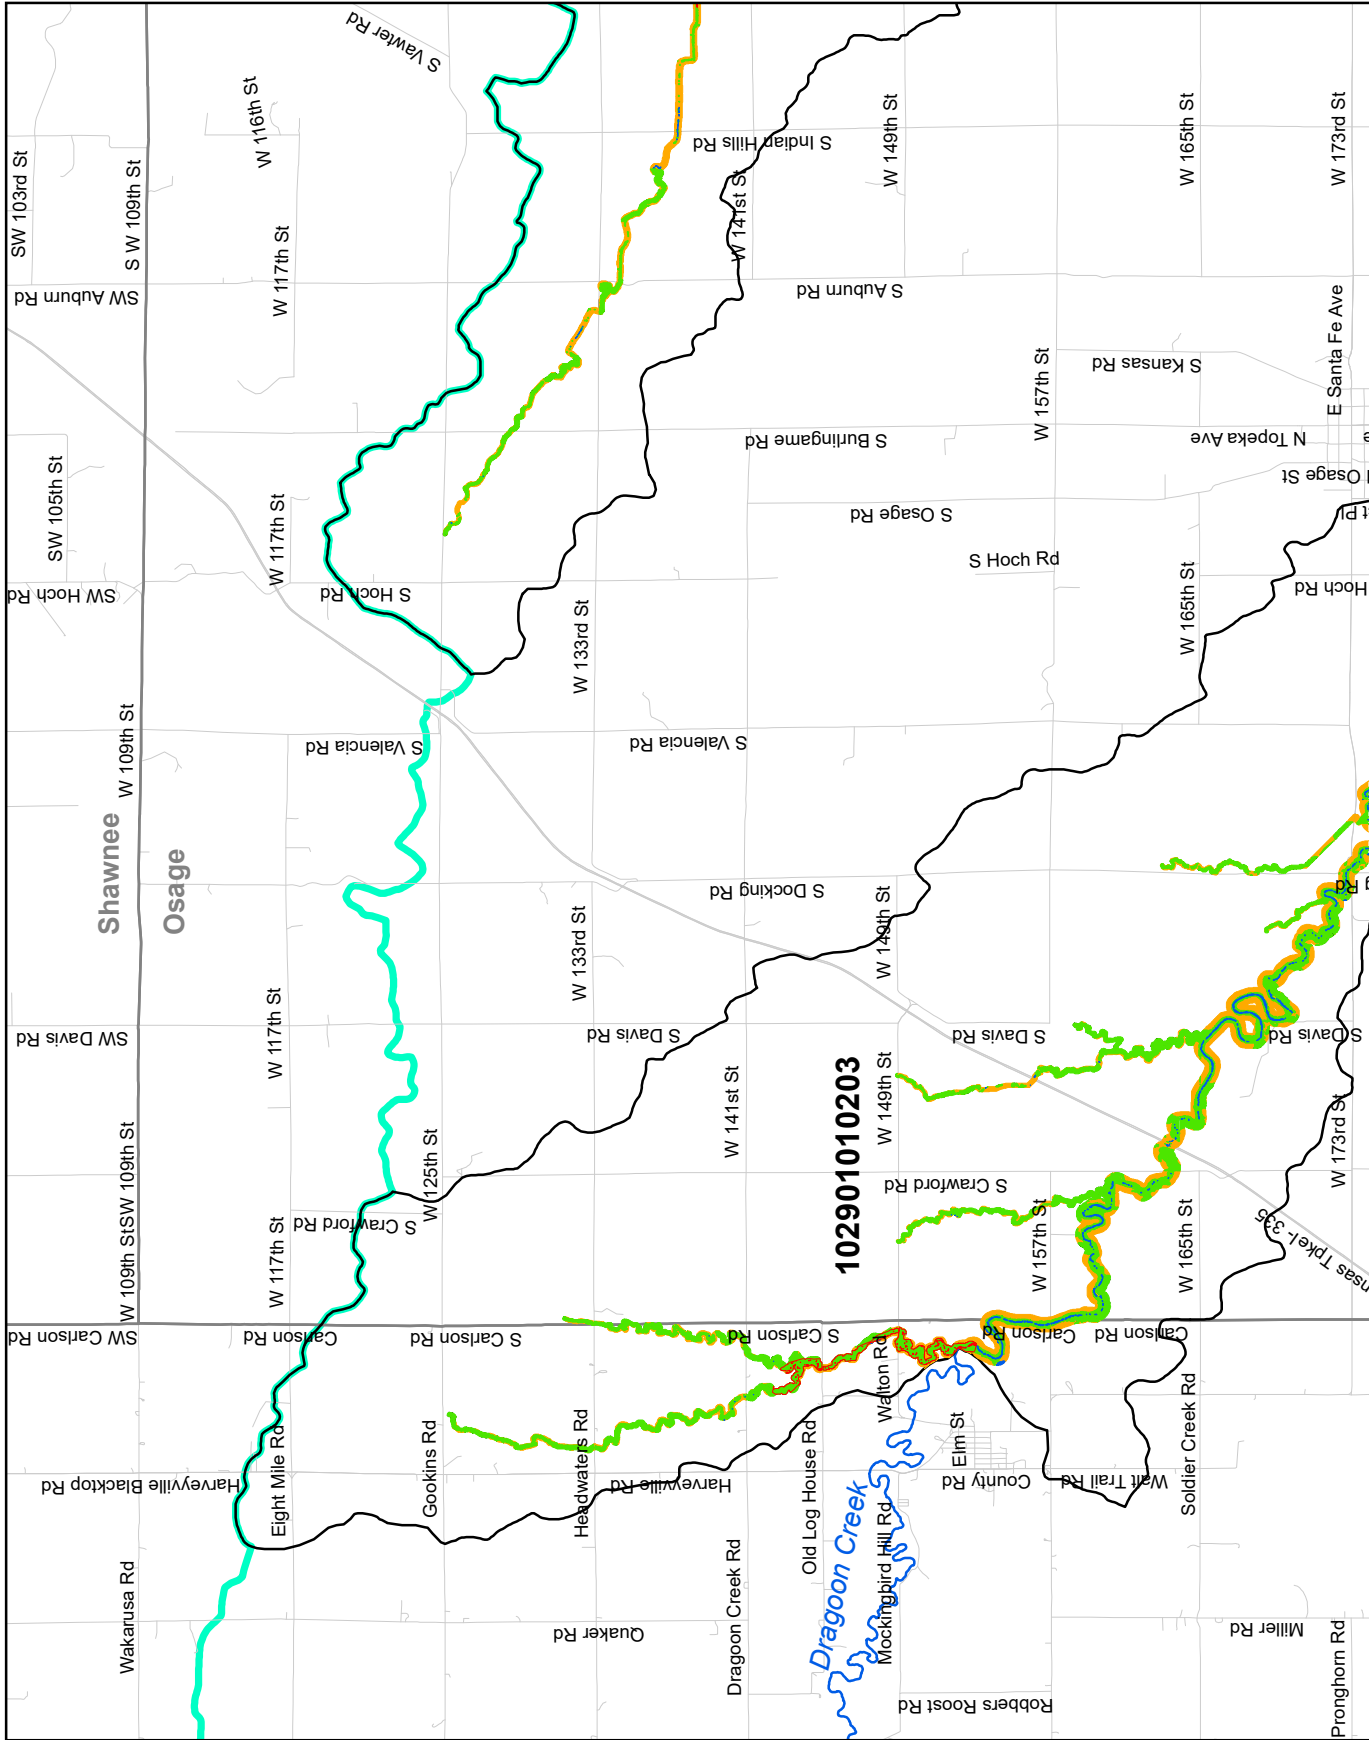 S Vawter Rd
W 116th St
SW 103rd St
S W 109th St
S Indian Hills Rd
W 149th St
W 165th St
W 173rd St
W 141st St
W 117th St
SW Auburn Rd
S Auburn Rd
E Santa Fe Ave
S Kansas Rd
W 157th St
S Burlingame Rd
N Topeka Ave
SW 105th St
Osage St
W 117th St
S Osage Rd
t Pl
S Hoch Rd
SW Hoch Rd
S Hoch Rd
Hoch Rd
W 133rd St
W 165th St
W 109th St
S Valencia Rd
S Valencia Rd
Shawnee
Osage
S Docking Rd
g Rd
W 149th St
W 133rd St
W 117th St
SW Davis Rd
S Davis Rd
S Davis Rd
S Davis Rd
102901010203
W 141st St
W 149th St
W 173rd St
SW 109th St
W 125th St
S Crawford Rd
S Crawford Rd
W 109th St
W 117th St
W 157th St
W 165th St
nsas Tpke
I- 335
SW Carlson Rd
Carlson Rd
S Carlson Rd
S Carlson Rd
Carlson Rd
Carlson Rd
Walton Rd
Eight Mile Rd
Gookins Rd
Headwaters Rd
Old Log House Rd
Elm St
Soldier Creek Rd
Harveyville Blacktop Rd
Harveyville Rd
County Rd
Walt Trail Rd
Dragoon Creek
Mockingbird Hill Rd
Wakarusa Rd
Dragoon Creek Rd
Quaker Rd
Miller Rd
Robbers Roost Rd
Pronghorn Rd